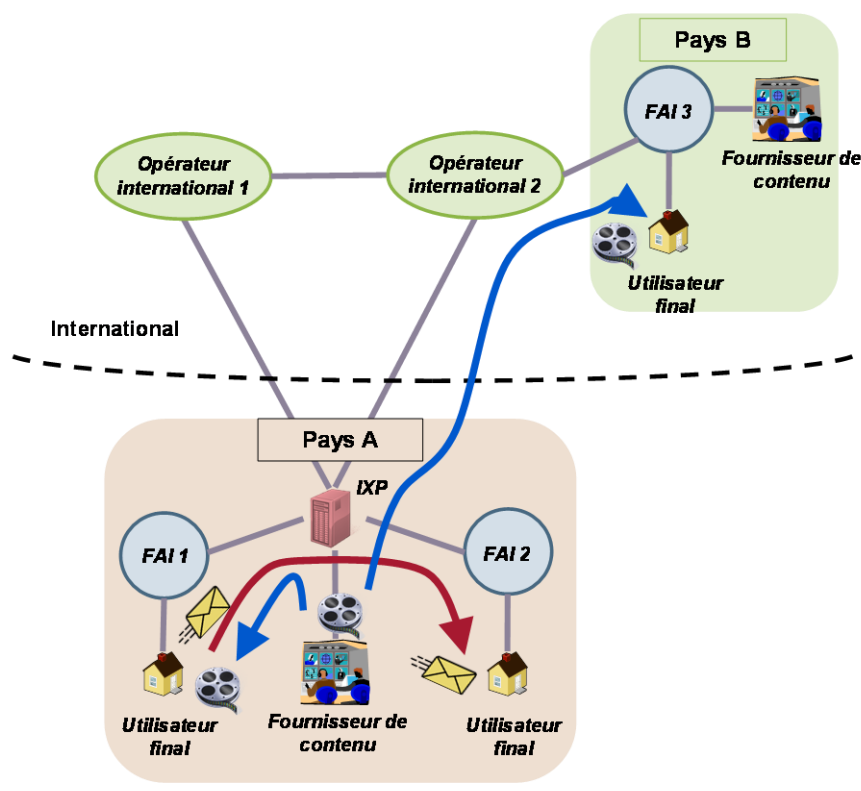 Pays B
FAI 3
Fournisseur de
contenu
Opérateur
international 1
Opérateur
international 2
Utilisateur
final
International
Pays A
IXP
FAI 1
FAI 2
Utilisateur
final
Fournisseur de
contenu
Utilisateur
final